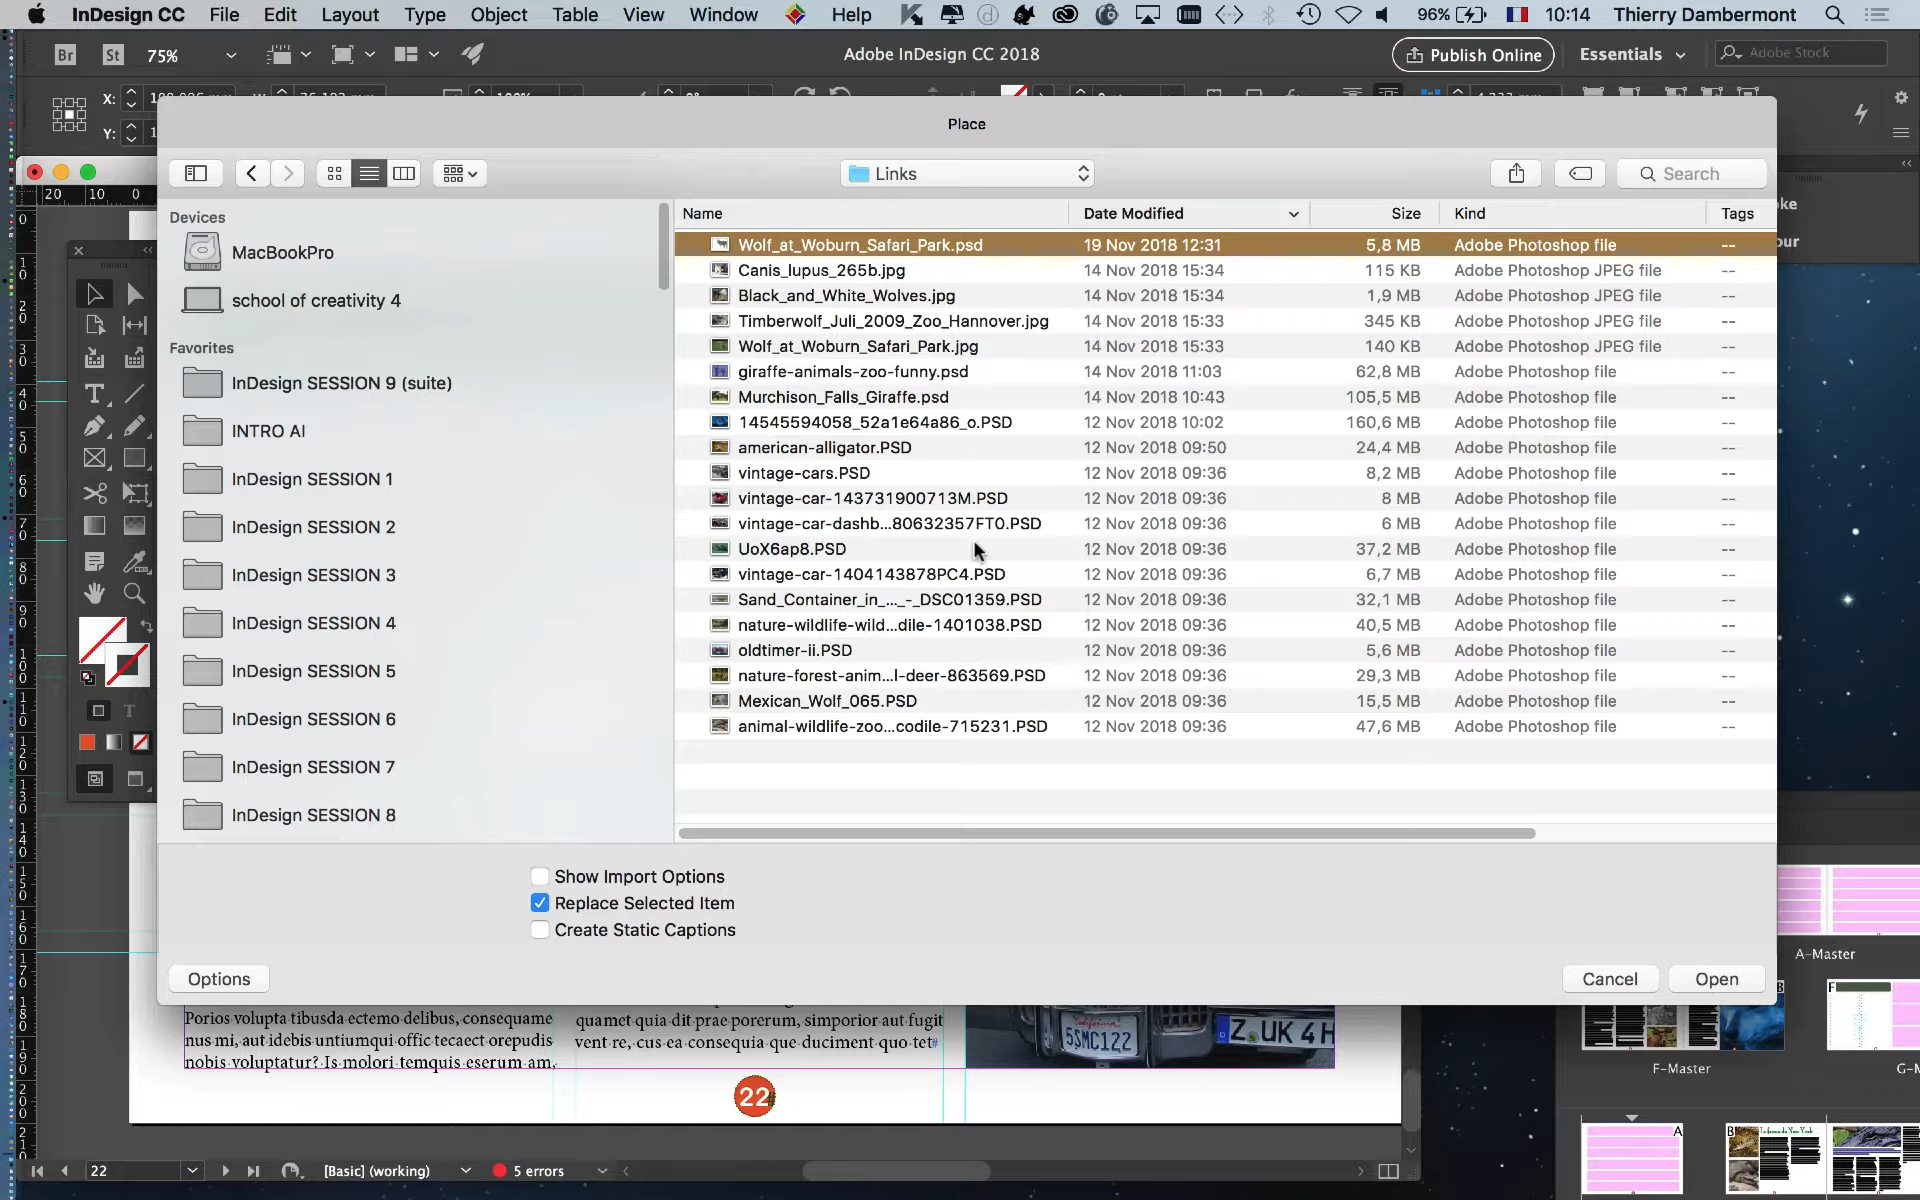 InDesign CC File Edit Layout Type Object Table View Window Help 96% 10:14 Thierry Dambermont
Br St 75% Adobe InDesign CC 2018 Publish Online Essentials Adobe Stock
X:
Y:
Place
Links
Search
20 10 0
Devices
MacBookPro
school of creativity 4
Favorites
InDesign SESSION 9 (suite)
INTRO AI
InDesign SESSION 1
InDesign SESSION 2
InDesign SESSION 3
InDesign SESSION 4
InDesign SESSION 5
InDesign SESSION 6
InDesign SESSION 7
InDesign SESSION 8
Name Date Modified Size Kind Tags
Wolf_at_Woburn_Safari_Park.psd 19 Nov 2018 12:31 5,8 MB Adobe Photoshop file --
Canis_lupus_265b.jpg 14 Nov 2018 15:34 115 KB Adobe Photoshop JPEG file --
Black_and_White_Wolves.jpg 14 Nov 2018 15:34 1,9 MB Adobe Photoshop JPEG file --
Timberwolf_Juli_2009_Zoo_Hannover.jpg 14 Nov 2018 15:33 345 KB Adobe Photoshop JPEG file --
Wolf_at_Woburn_Safari_Park.jpg 14 Nov 2018 15:33 140 KB Adobe Photoshop JPEG file --
giraffe-animals-zoo-funny.psd 14 Nov 2018 11:03 62,8 MB Adobe Photoshop file --
Murchison_Falls_Giraffe.psd 14 Nov 2018 10:43 105,5 MB Adobe Photoshop file --
14545594058_52a1e64a86_o.PSD 12 Nov 2018 10:02 160,6 MB Adobe Photoshop file --
american-alligator.PSD 12 Nov 2018 09:50 24,4 MB Adobe Photoshop file --
vintage-cars.PSD 12 Nov 2018 09:36 8,2 MB Adobe Photoshop file --
vintage-car-143731900713M.PSD 12 Nov 2018 09:36 8 MB Adobe Photoshop file --
vintage-car-dashb...80632357FT0.PSD 12 Nov 2018 09:36 6 MB Adobe Photoshop file --
UoX6ap8.PSD 12 Nov 2018 09:36 37,2 MB Adobe Photoshop file --
vintage-car-1404143878PC4.PSD 12 Nov 2018 09:36 6,7 MB Adobe Photoshop file --
Sand_Container_in_..._-_DSC01359.PSD 12 Nov 2018 09:36 32,1 MB Adobe Photoshop file --
nature-wildlife-wild...dile-1401038.PSD 12 Nov 2018 09:36 40,5 MB Adobe Photoshop file --
oldtimer-ii.PSD 12 Nov 2018 09:36 5,6 MB Adobe Photoshop file --
nature-forest-anim...l-deer-863569.PSD 12 Nov 2018 09:36 29,3 MB Adobe Photoshop file --
Mexican_Wolf_065.PSD 12 Nov 2018 09:36 15,5 MB Adobe Photoshop file --
animal-wildlife-zoo...codile-715231.PSD 12 Nov 2018 09:36 47,6 MB Adobe Photoshop file --
Show Import Options
Replace Selected Item
Create Static Captions
Options Cancel Open
A-Master
F-Master
Porios volupta tibusda ectemo delibus, consequame
nus mi, aut idebis untiumqui offic tecaect orepudis
nobis voluptatur? Is molori temquis eserum am,
quamet quia dit prae porerum, simporior aut fugit
vent re, cus ea consequia que duciment quo tet#
5SMC122
Z UK 4H
22
22 [Basic] (working) 5 errors